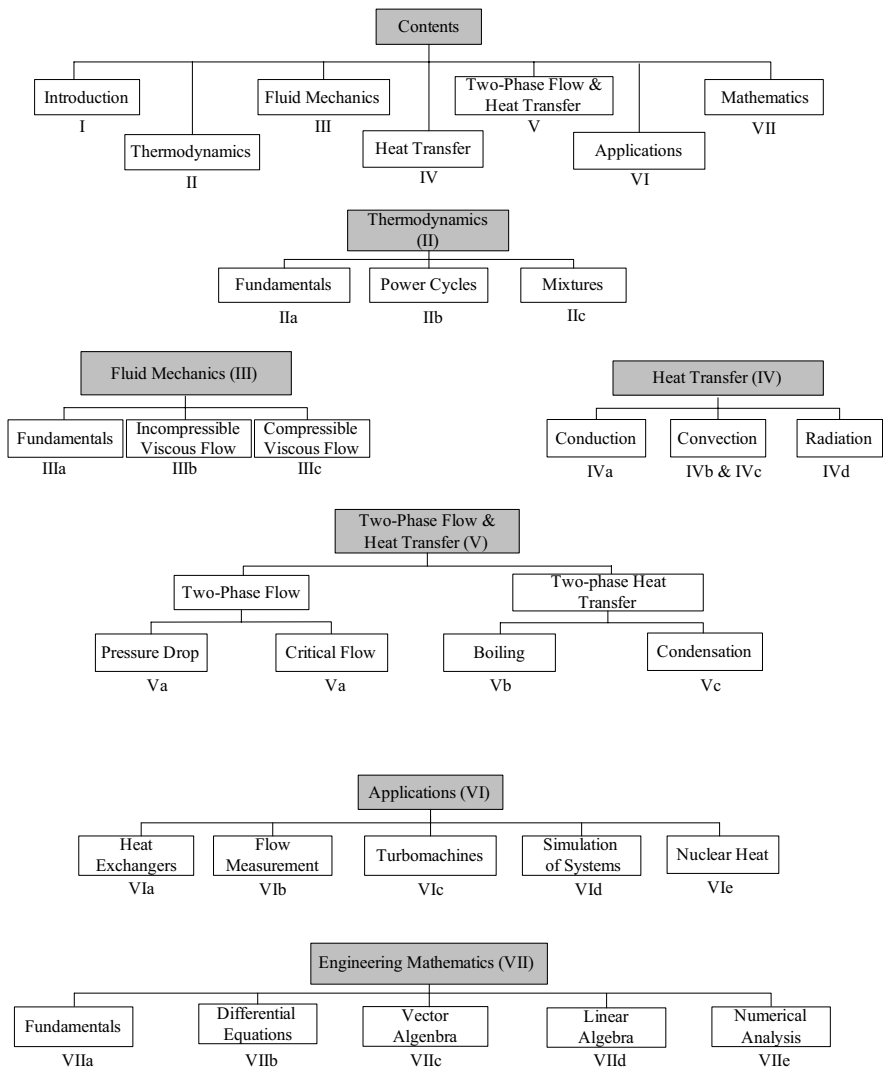 Contents
Introduction
I
Thermodynamics
II
Fluid Mechanics
III
Heat Transfer
IV
Two-Phase Flow &
Heat Transfer
V
Applications
VI
Mathematics
VII
Thermodynamics
(II)
Fundamentals
IIa
Power Cycles
IIb
Mixtures
IIc
Fluid Mechanics (III)
Fundamentals
IIIa
Incompressible
Viscous Flow
IIIb
Compressible
Viscous Flow
IIIc
Heat Transfer (IV)
Conduction
IVa
Convection
IVb & IVc
Radiation
IVd
Two-Phase Flow &
Heat Transfer (V)
Two-Phase Flow
Pressure Drop
Va
Critical Flow
Va
Two-phase Heat
Transfer
Boiling
Vb
Condensation
Vc
Applications (VI)
Heat
Exchangers
VIa
Flow
Measurement
VIb
Turbomachines
VIc
Simulation
of Systems
VId
Nuclear Heat
VIe
Engineering Mathematics (VII)
Fundamentals
VIIa
Differential
Equations
VIIb
Vector
Algenbra
VIIc
Linear
Algebra
VIId
Numerical
Analysis
VIIe